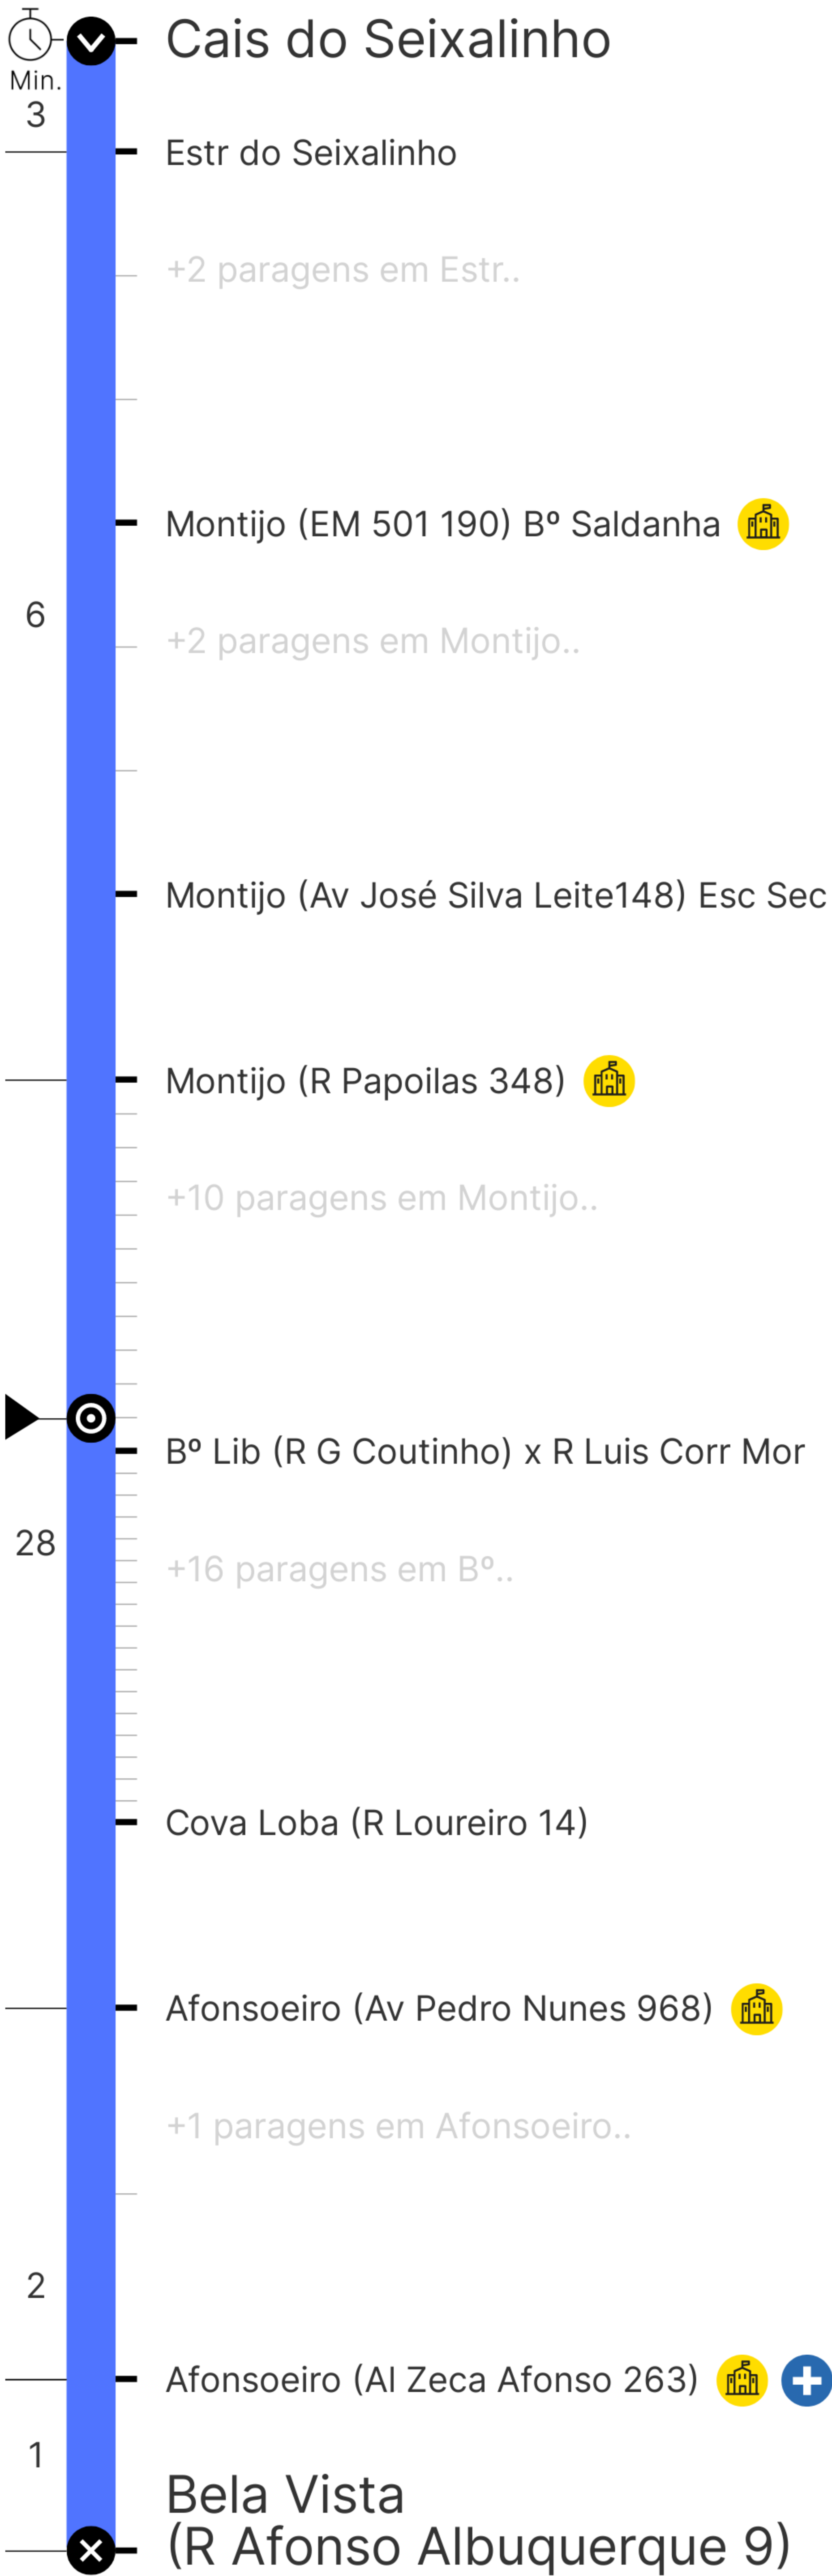 Cais do Seixalinho
Min.
3
Estr do Seixalinho
+2 paragens em Estr..
Montijo (EM 501 190) Bº Saldanha
6
+2 paragens em Montijo..
Montijo (Av José Silva Leite148) Esc Sec
Montijo (R Papoilas 348)
+10 paragens em Montijo..
Bº Lib (R G Coutinho) x R Luis Corr Mor
28
+16 paragens em Bº..
Cova Loba (R Loureiro 14)
Afonsoeiro (Av Pedro Nunes 968)
+1 paragens em Afonsoeiro..
2
Afonsoeiro (Al Zeca Afonso 263)
1
Bela Vista
(R Afonso Albuquerque 9)